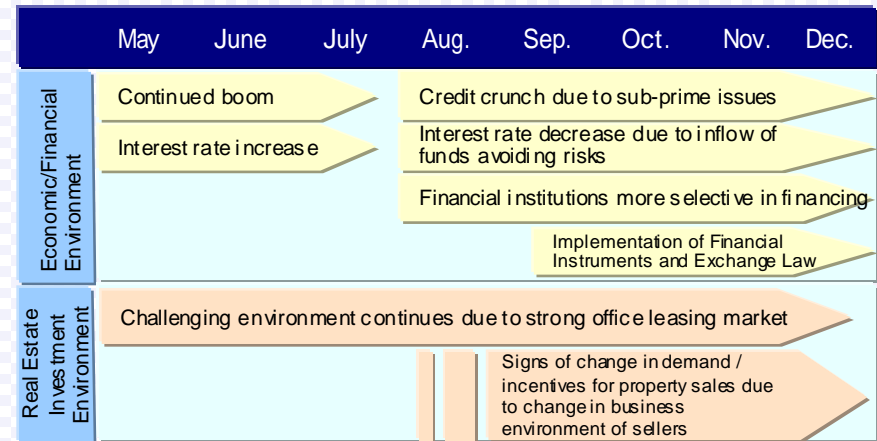 May June July Aug. Sep. Oct. Nov. Dec.
Economic/Financial
Environment
Continued boom
Credit crunch due to sub-prime issues
Interest rate increase
Interest rate decrease due to inflow of
funds avoiding risks
Financial institutions more selective in financing
Implementation of Financial
Instruments and Exchange Law
Real Estate
Investment
Environment
Challenging environment continues due to strong office leasing market
Signs of change in demand /
incentives for property sales due
to change in business
environment of sellers